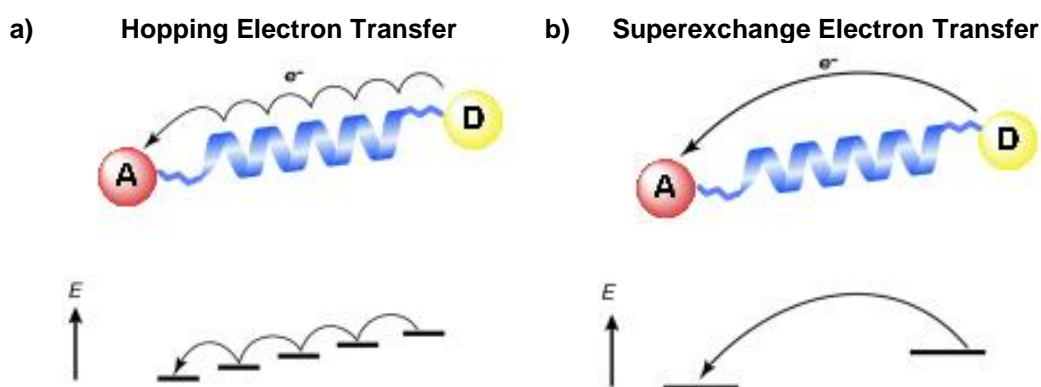 a) Hopping Electron Transfer
b) Superexchange Electron Transfer
e-
e-
D
D
A
A
E
E